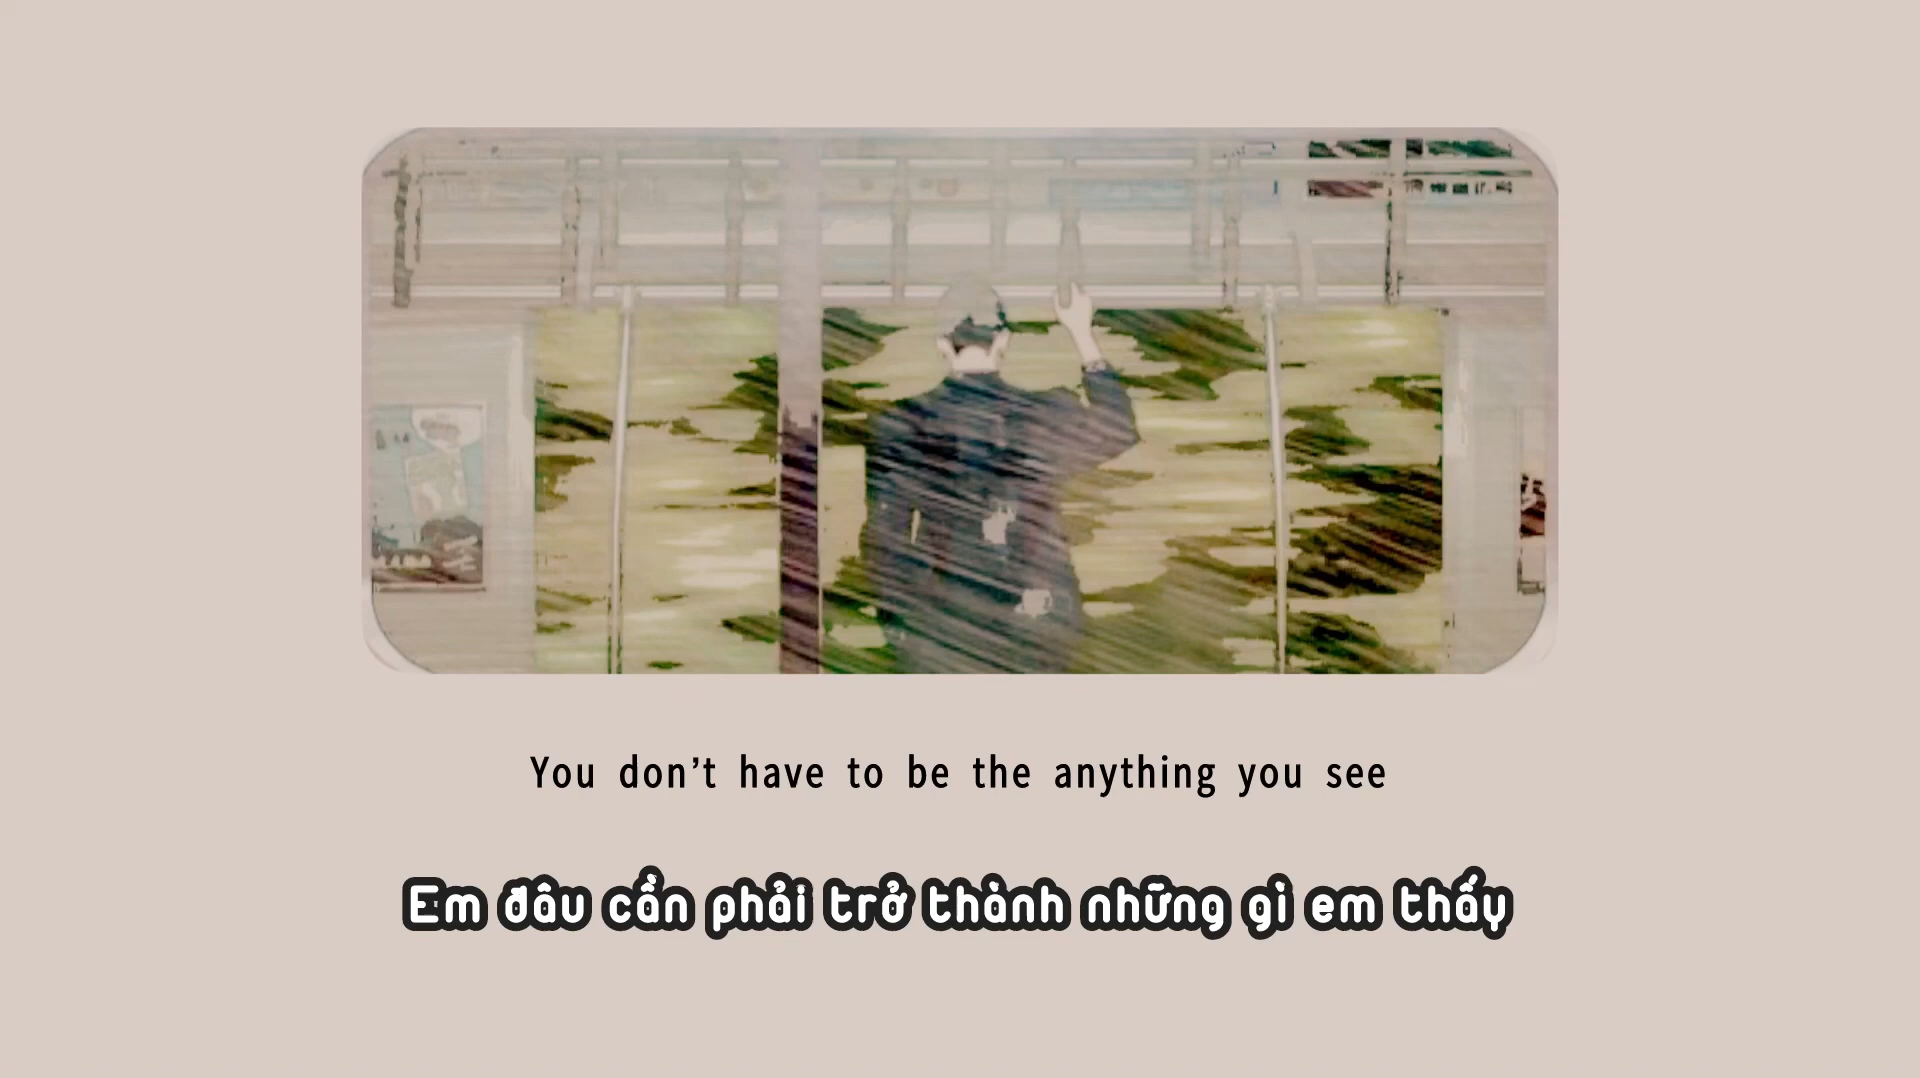 You don’t have to be the anything you see
Em đâu cần phải trở thành những gì em thấy